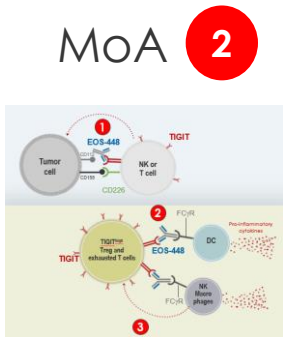 MoA 2
1
EOS-448
TIGIT
Tumor
cell
NK or
T cell
CD155
CD226
2
FCγR
Pro-inflammatory
cytokines
TIGIT
Treg and
exhausted T cells
TIGIT
EOS-448
DC
FCγR
NK
Macro
phages
3